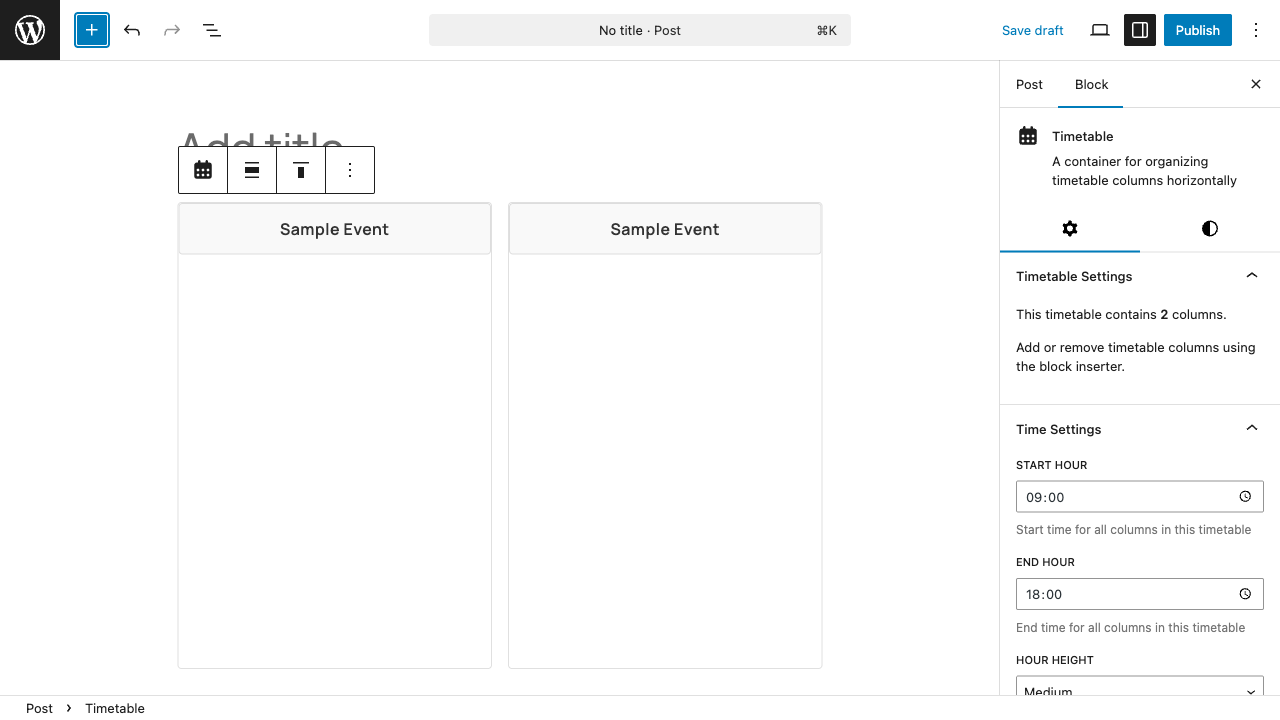 No title · Post
⌘K
Save draft
Publish
Post
Block
Add title
Timetable
A container for organizing
timetable columns horizontally
Sample Event
Sample Event
Timetable Settings
This timetable contains 2 columns.
Add or remove timetable columns using
the block inserter.
Time Settings
START HOUR
09:00
Start time for all columns in this timetable
END HOUR
18:00
End time for all columns in this timetable
HOUR HEIGHT
Medium
Post › Timetable